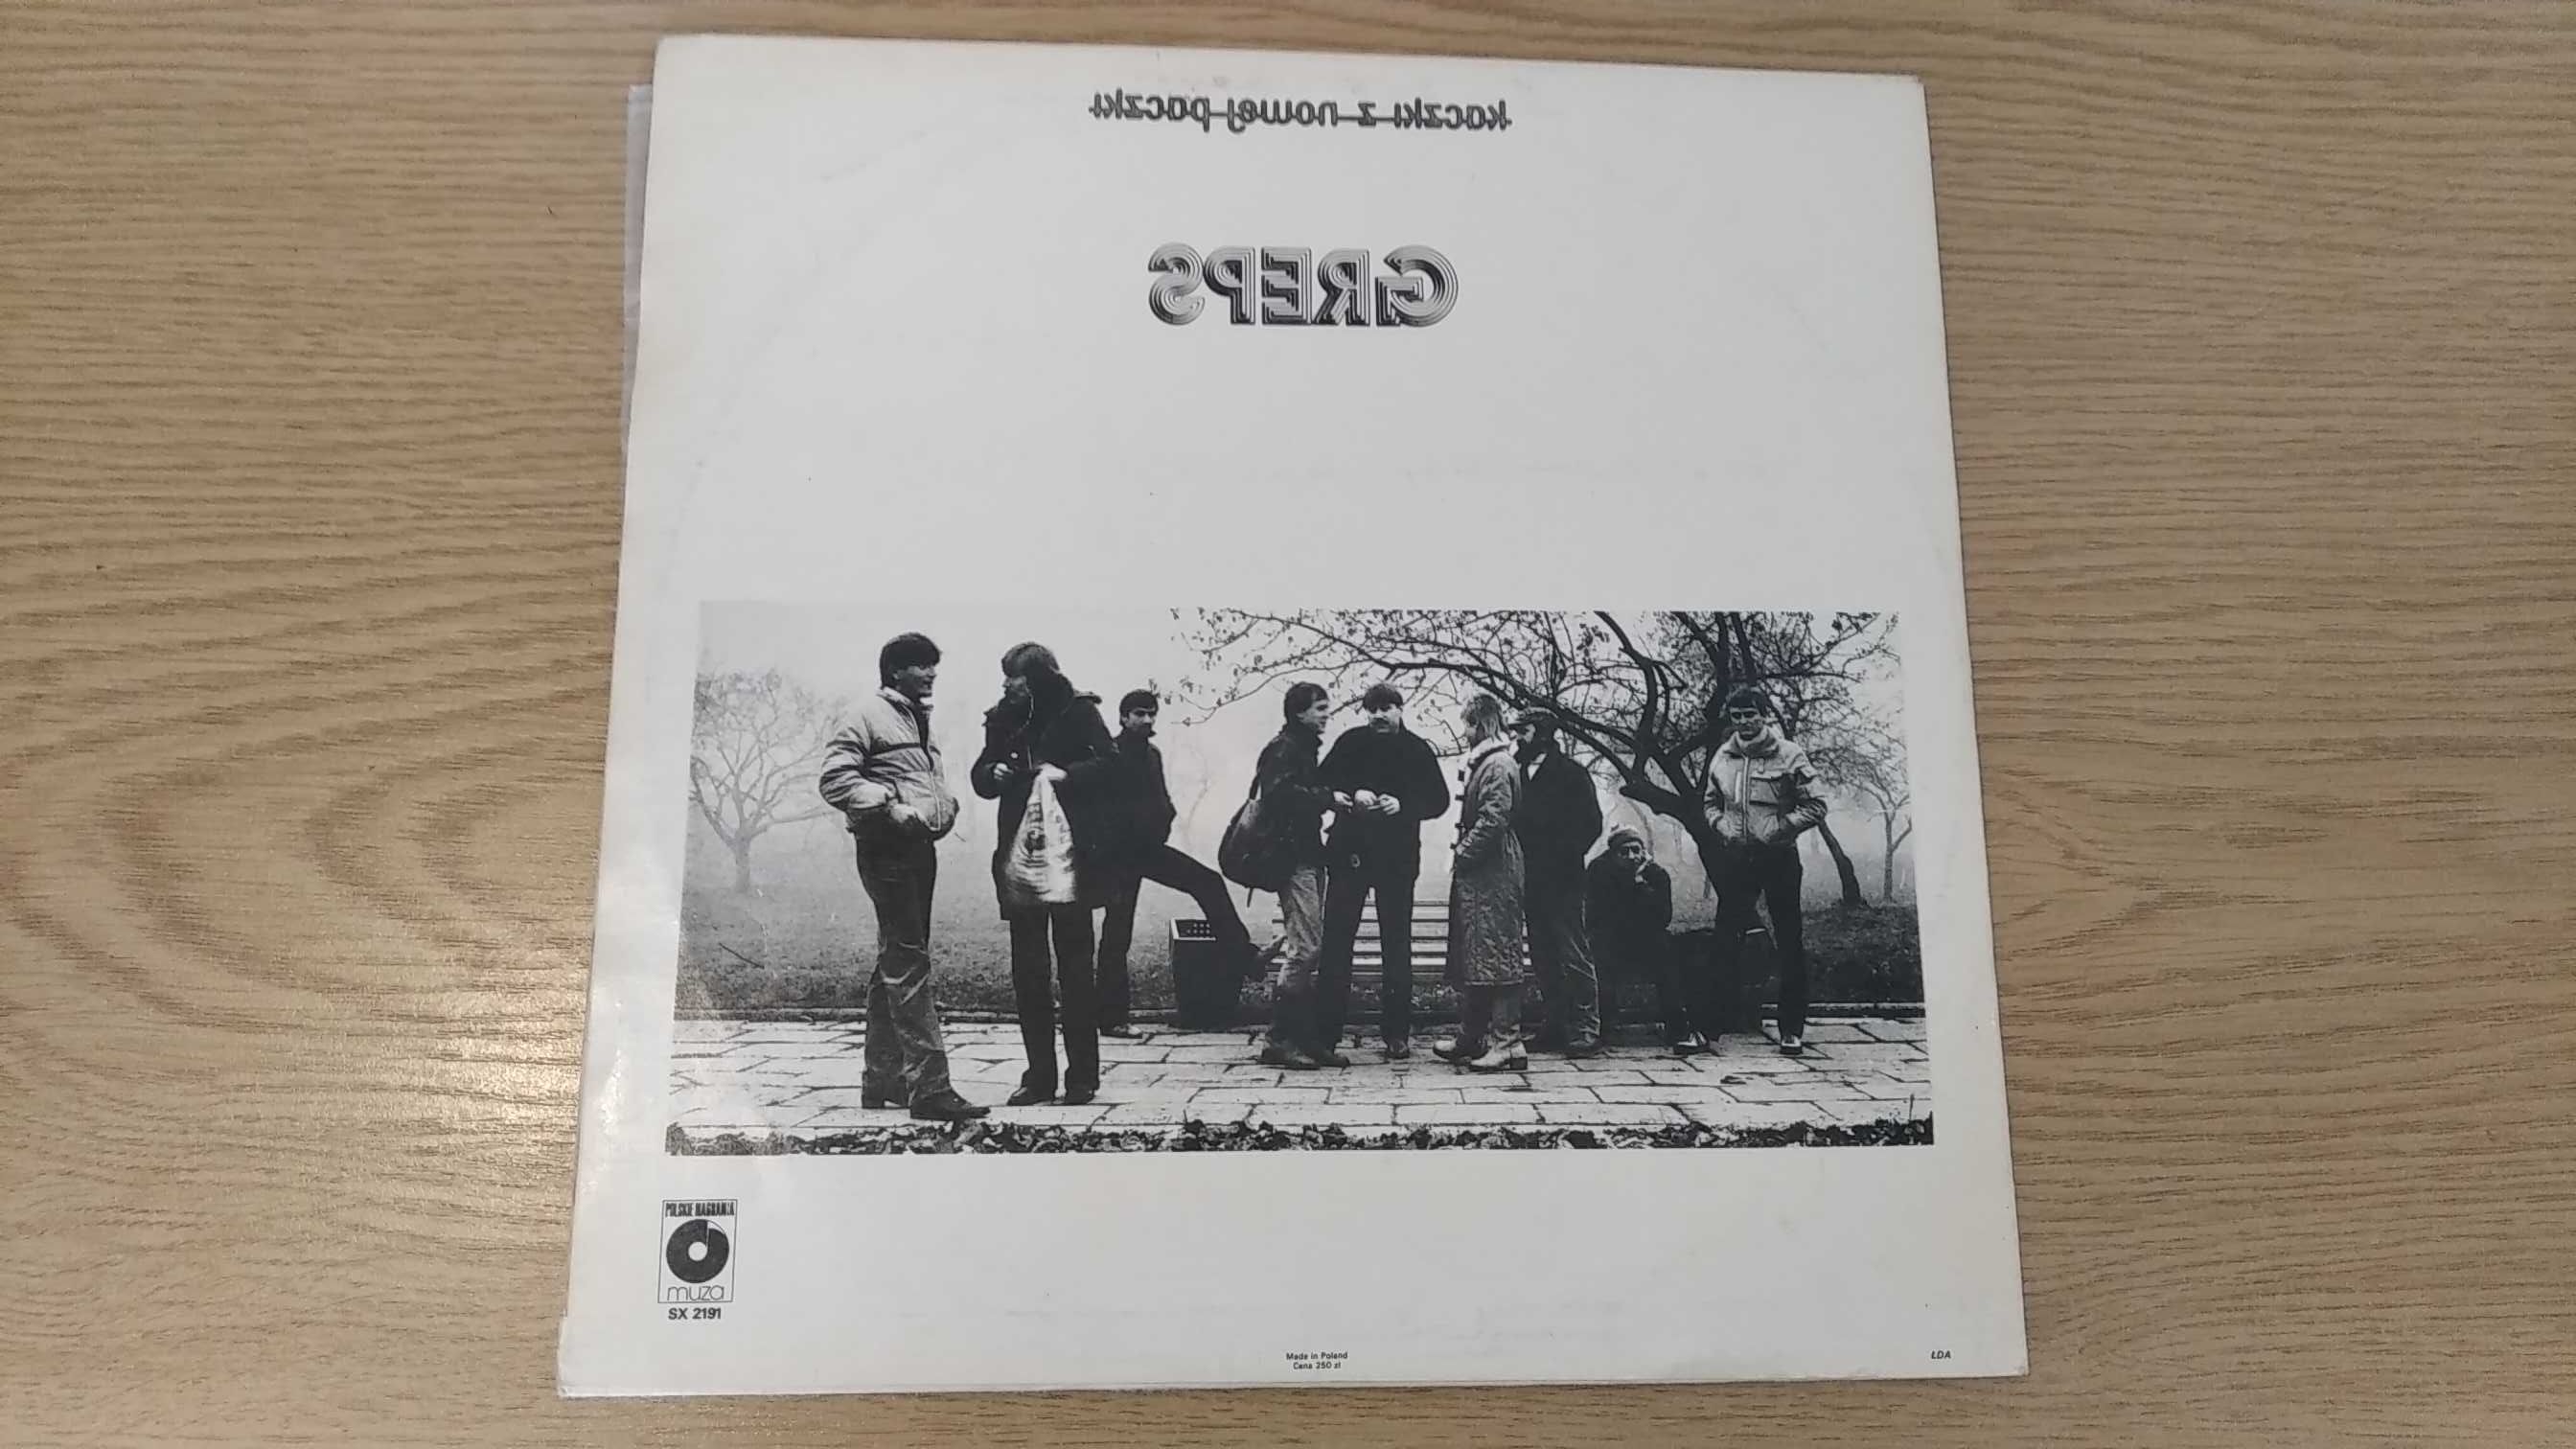 kaczki z nowej paczki
GREPS
POLSKIE NAGRANIA
muza
SX 2191
Made in Poland
Cena 250 zł
ŁDA